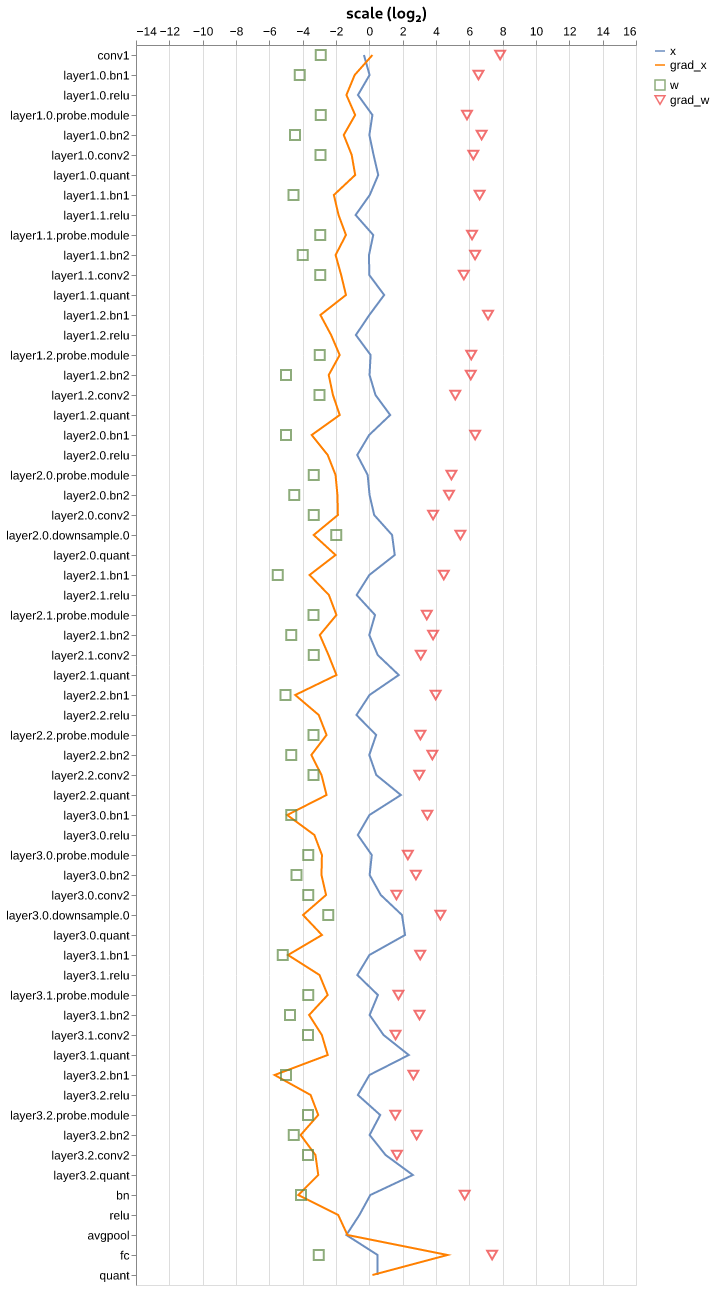 scale (log₂)
−14 −12 −10 −8 −6 −4 −2 0 2 4 6 8 10 12 14 16
x
grad_x
w
grad_w
conv1
layer1.0.bn1
layer1.0.relu
layer1.0.probe.module
layer1.0.bn2
layer1.0.conv2
layer1.0.quant
layer1.1.bn1
layer1.1.relu
layer1.1.probe.module
layer1.1.bn2
layer1.1.conv2
layer1.1.quant
layer1.2.bn1
layer1.2.relu
layer1.2.probe.module
layer1.2.bn2
layer1.2.conv2
layer1.2.quant
layer2.0.bn1
layer2.0.relu
layer2.0.probe.module
layer2.0.bn2
layer2.0.conv2
layer2.0.downsample.0
layer2.0.quant
layer2.1.bn1
layer2.1.relu
layer2.1.probe.module
layer2.1.bn2
layer2.1.conv2
layer2.1.quant
layer2.2.bn1
layer2.2.relu
layer2.2.probe.module
layer2.2.bn2
layer2.2.conv2
layer2.2.quant
layer3.0.bn1
layer3.0.relu
layer3.0.probe.module
layer3.0.bn2
layer3.0.conv2
layer3.0.downsample.0
layer3.0.quant
layer3.1.bn1
layer3.1.relu
layer3.1.probe.module
layer3.1.bn2
layer3.1.conv2
layer3.1.quant
layer3.2.bn1
layer3.2.relu
layer3.2.probe.module
layer3.2.bn2
layer3.2.conv2
layer3.2.quant
bn
relu
avgpool
fc
quant